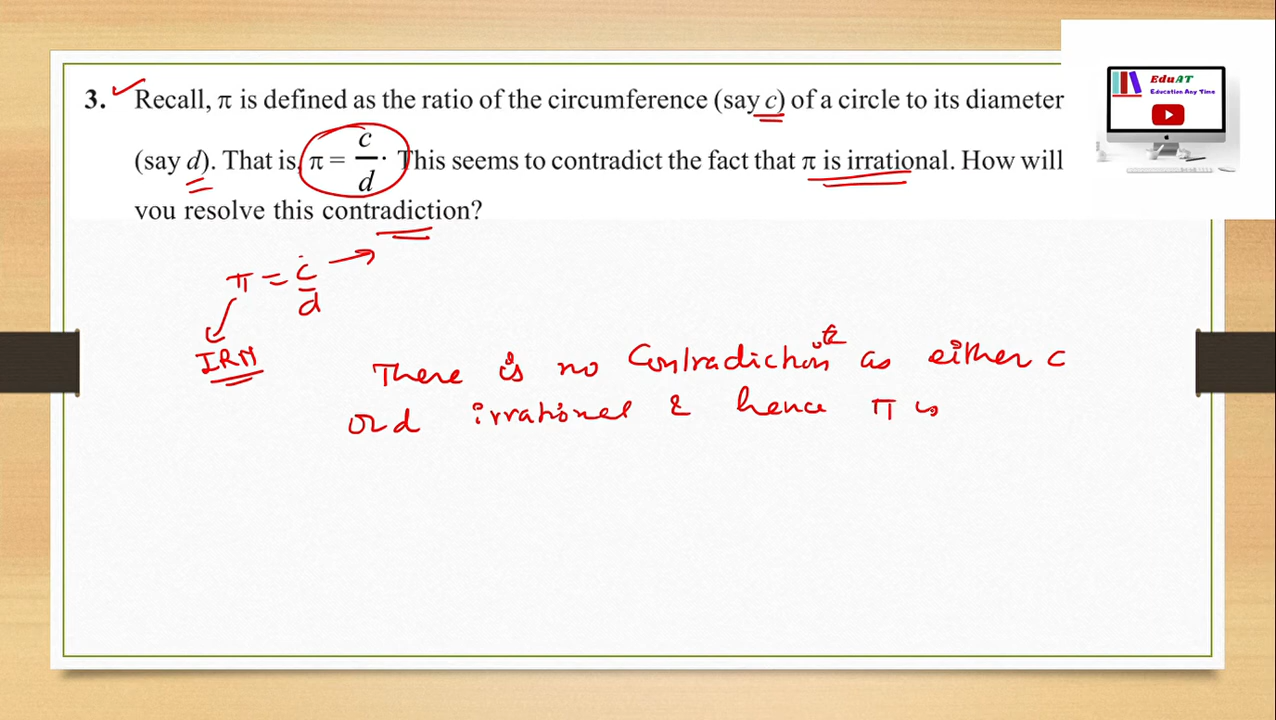 EduAT
Education Any Time
3. Recall, π is defined as the ratio of the circumference (say c) of a circle to its diameter
(say d). That is, π = c/d. This seems to contradict the fact that π is irrational. How will
you resolve this contradiction?
π = c/d →
IRN
There is no Contradiction as either c
or d irrational & hence π is